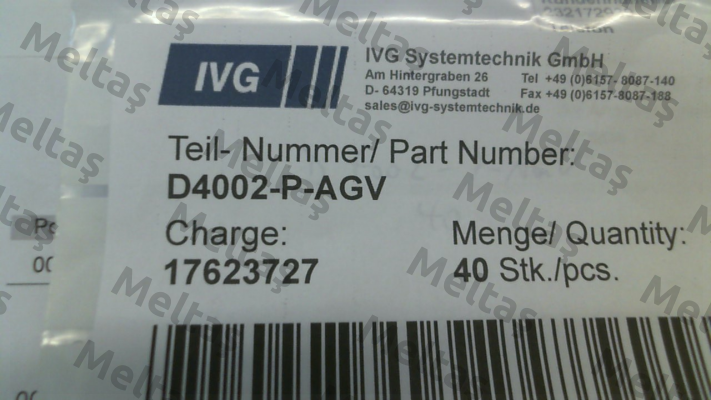 IVG
IVG Systemtechnik GmbH
Am Hintergraben 26 Tel +49 (0)6157- 8087-140
D- 64319 Pfungstadt Fax +49 (0)6157-8087-188
sales@ivg-systemtechnik.de
Teil- Nummer/ Part Number:
D4002-P-AGV
Charge: Menge/ Quantity:
17623727 40 Stk./pcs.
Meltaş